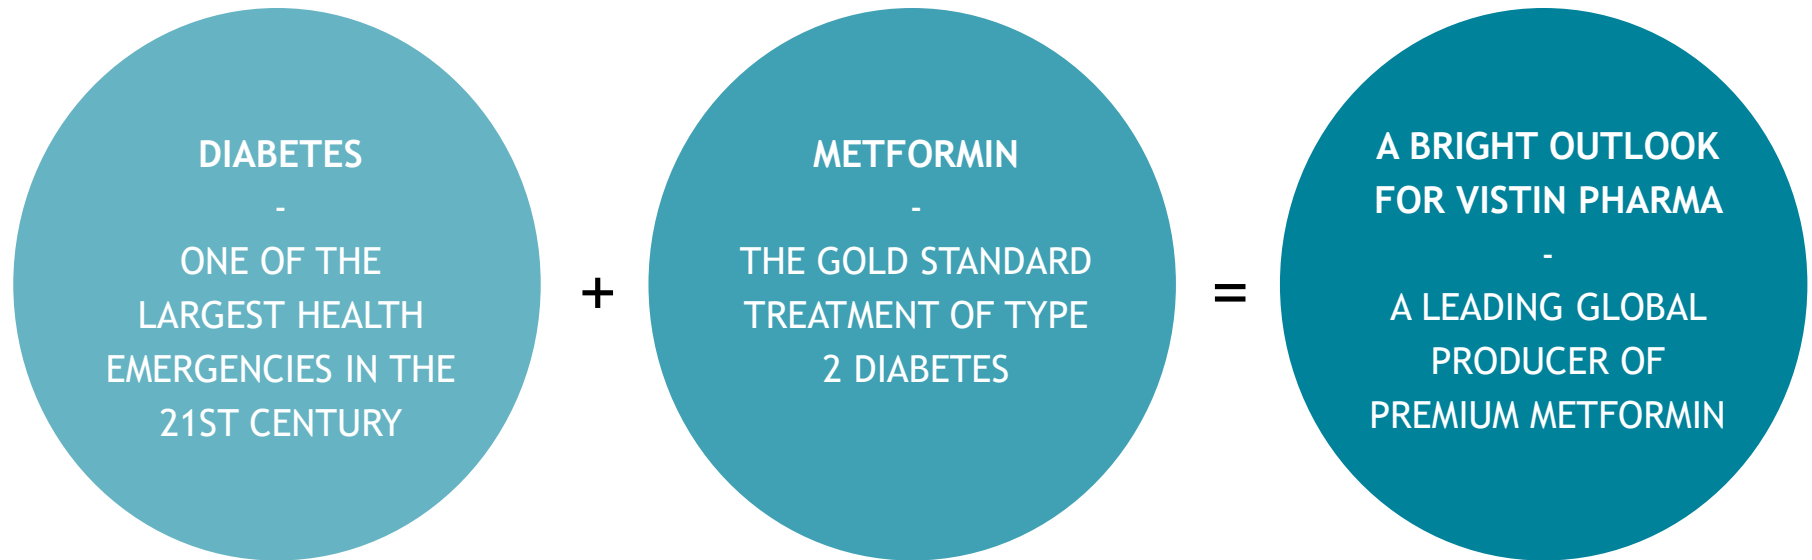 DIABETES
-
ONE OF THE
LARGEST HEALTH
EMERGENCIES IN THE
21ST CENTURY
+
METFORMIN
-
THE GOLD STANDARD
TREATMENT OF TYPE
2 DIABETES
=
A BRIGHT OUTLOOK
FOR VISTIN PHARMA
-
A LEADING GLOBAL
PRODUCER OF
PREMIUM METFORMIN